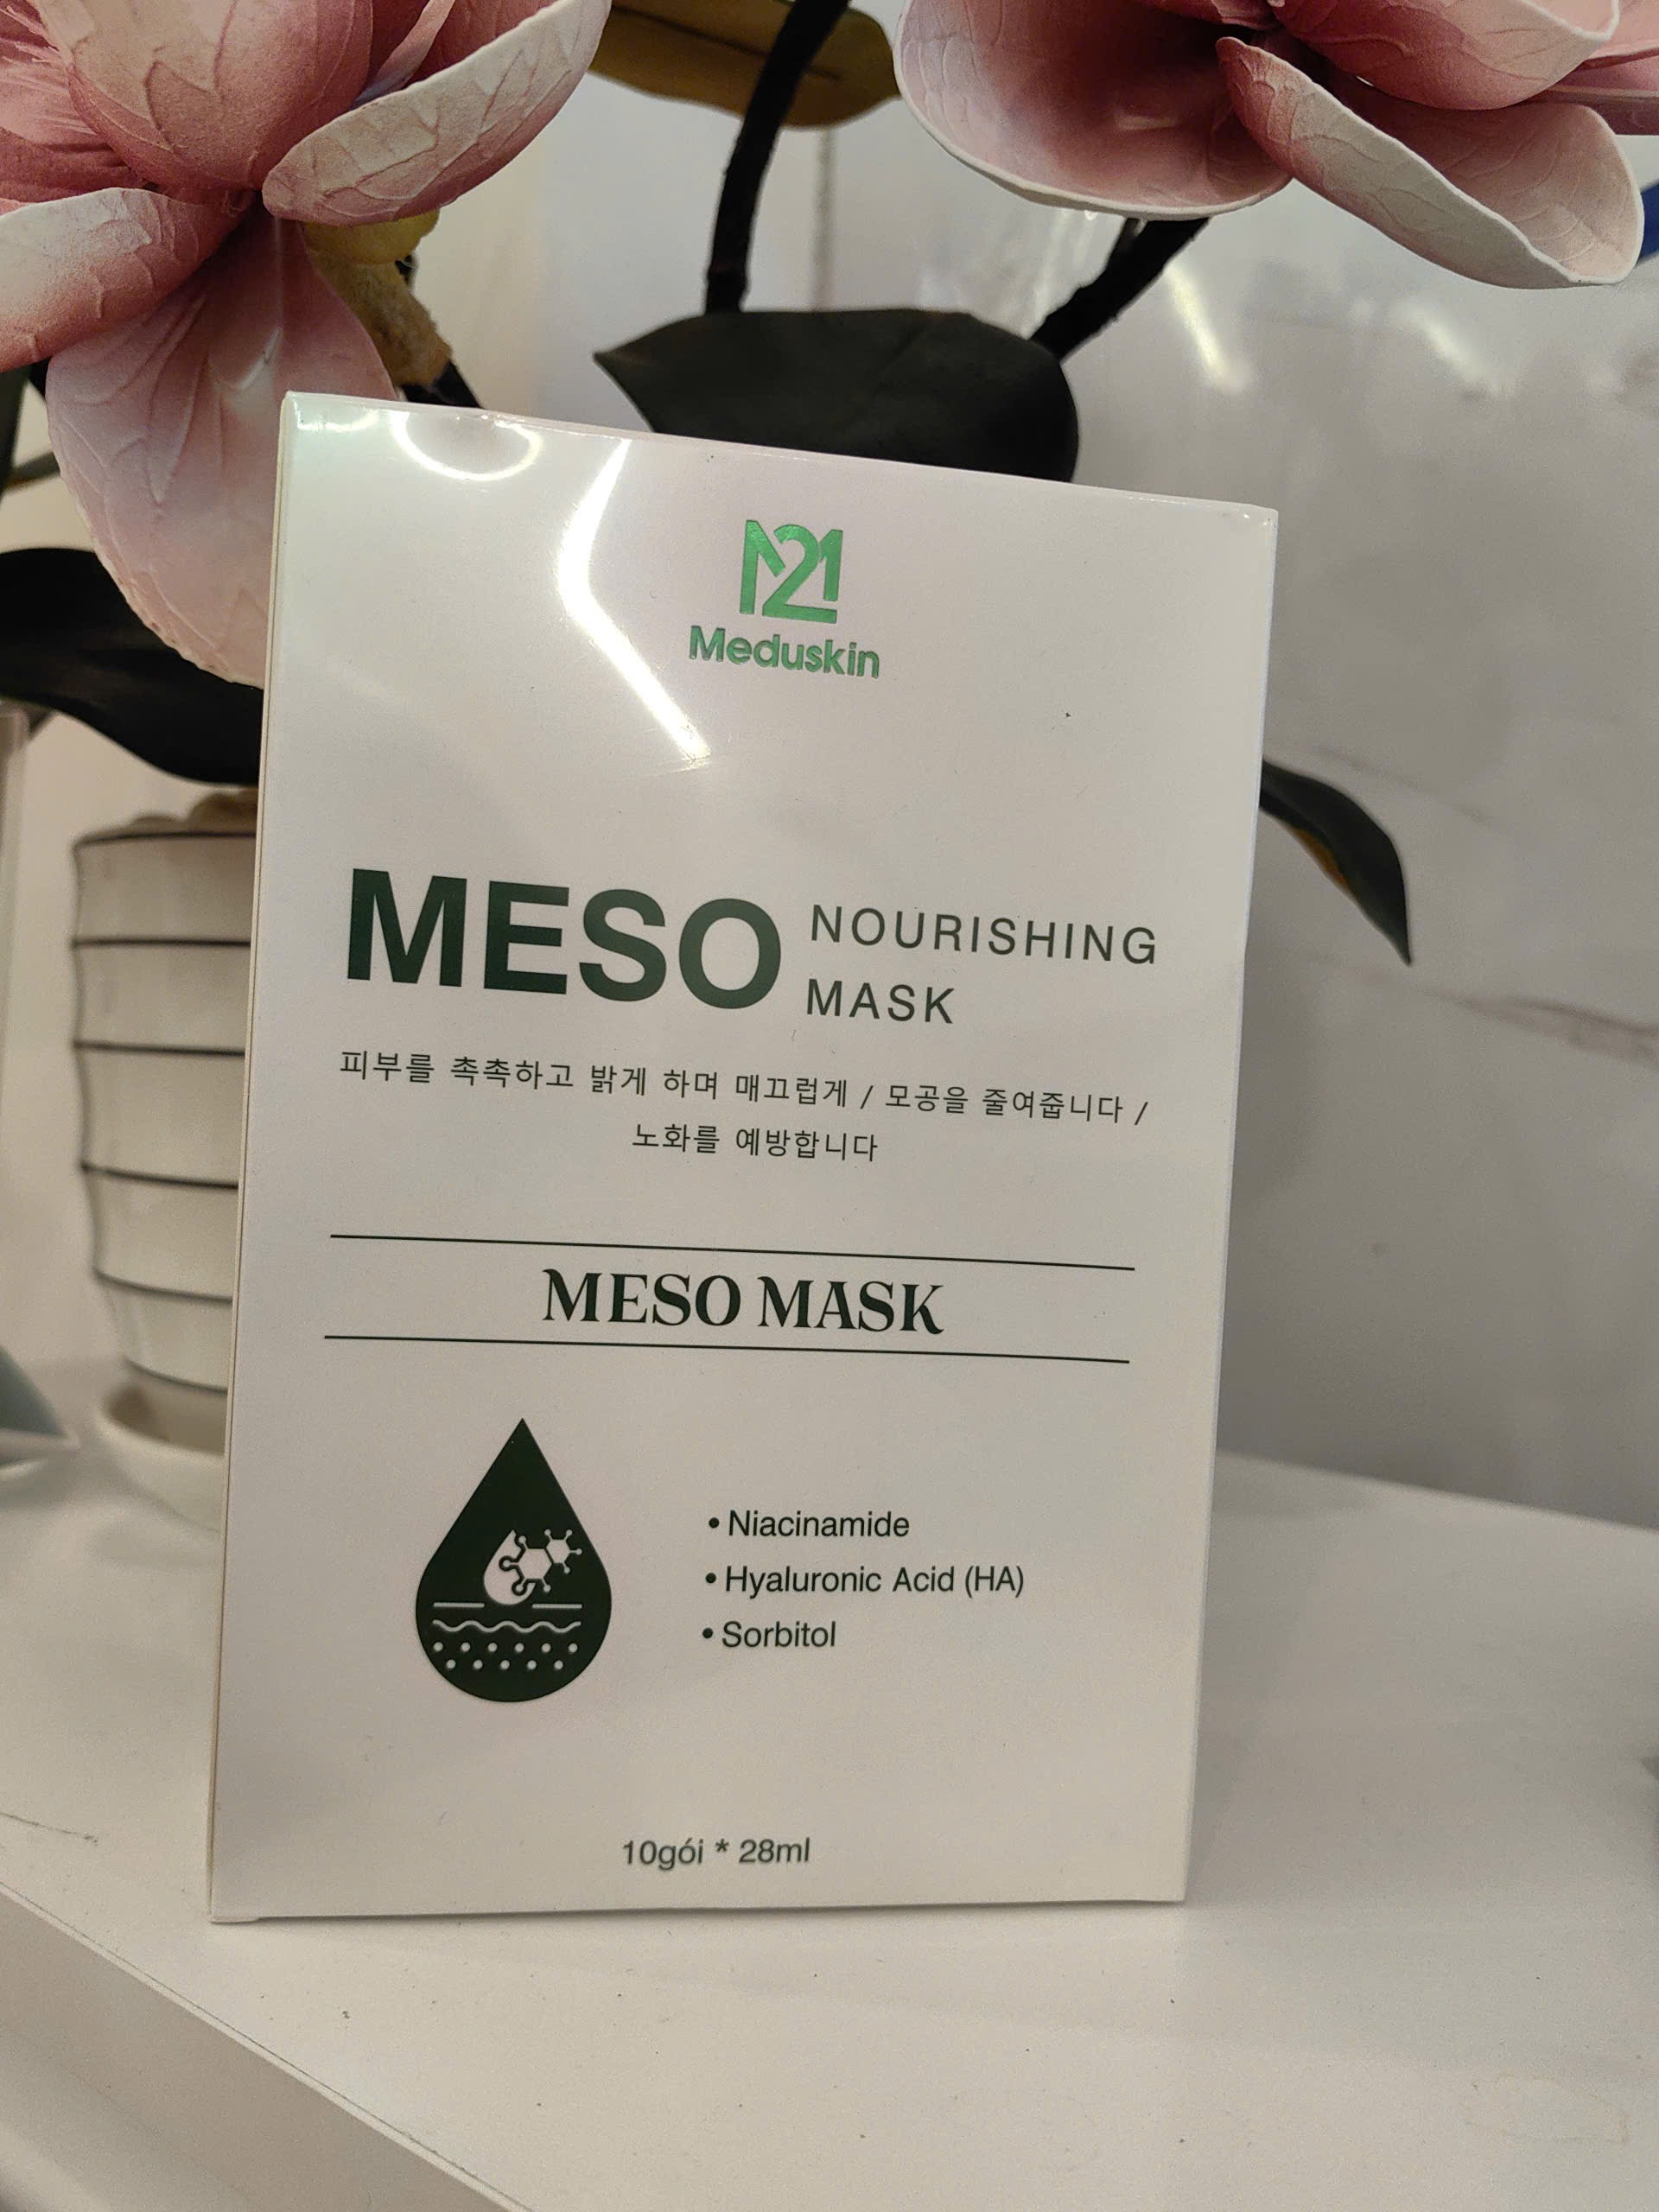 M21
Meduskin
MESO NOURISHING
MASK
피부를 촉촉하고 밝게 하며 매끄럽게 / 모공을 줄여줍니다 /
노화를 예방합니다
MESO MASK
• Niacinamide
• Hyaluronic Acid (HA)
• Sorbitol
10gói * 28ml